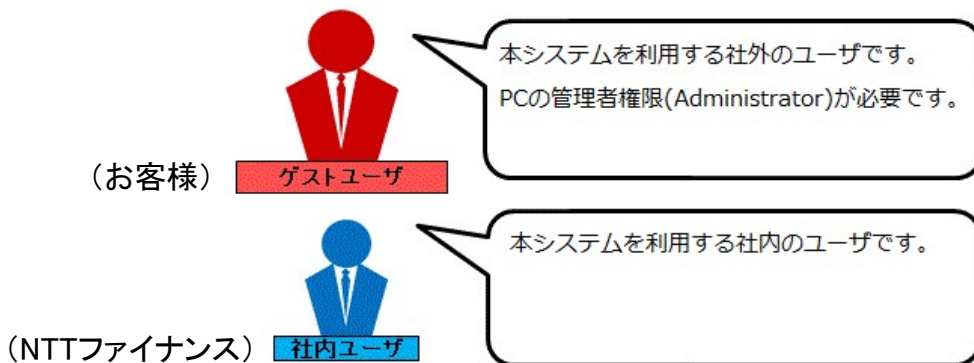 本システムを利用する社外のユーザです。
PCの管理者権限(Administrator)が必要です。
(お客様) ゲストユーザ
本システムを利用する社内のユーザです。
(NTTファイナンス) 社内ユーザ